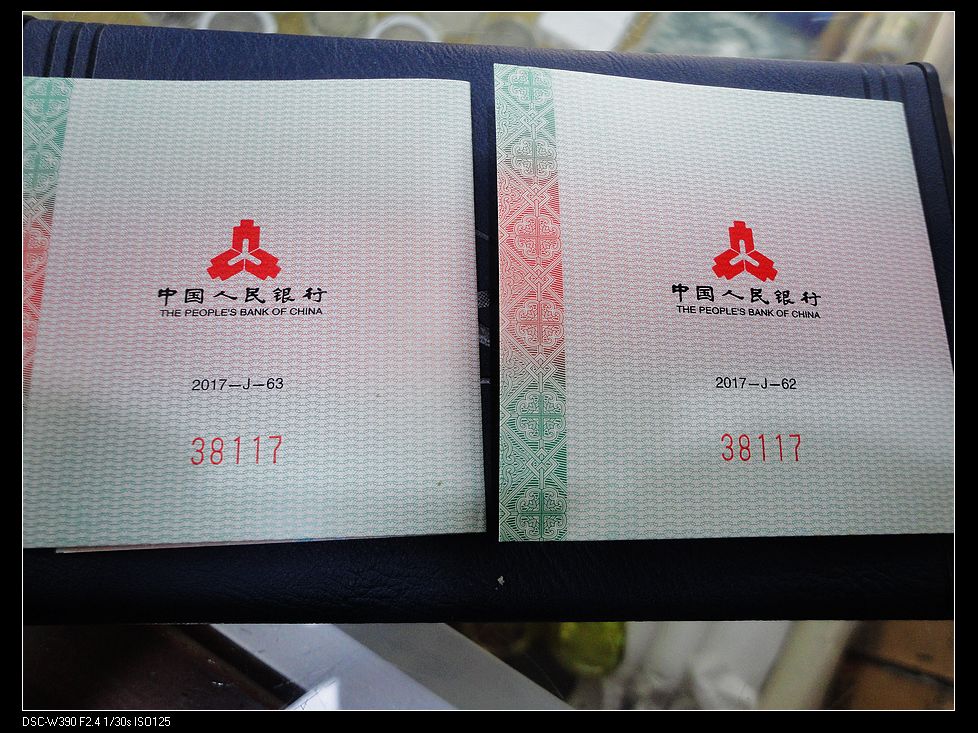 中国人民银行
THE PEOPLE'S BANK OF CHINA
2017—J—63
38117
中国人民银行
THE PEOPLE'S BANK OF CHINA
2017—J—62
38117
DSC-W390 F2.4 1/30s ISO125